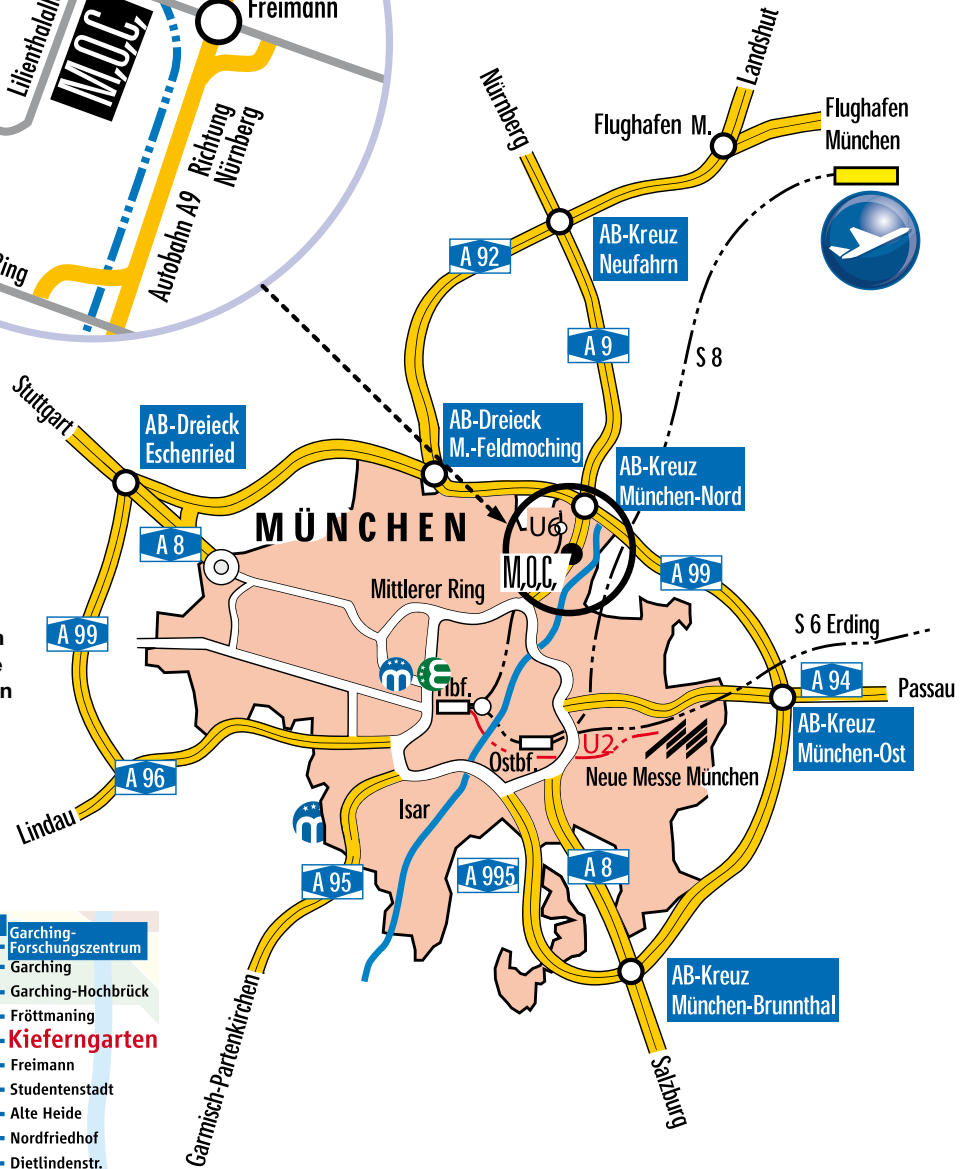 Freimann
Lilienthalall
M,O,C,
Richtung
Nürnberg
Autobahn A9
Ring
Landshut
Nürnberg
Flughafen M.
Flughafen
München
AB-Kreuz
Neufahrn
A 92
A 9
S 8
Stuttgart
AB-Dreieck
Eschenried
AB-Dreieck
M.-Feldmoching
AB-Kreuz
München-Nord
MÜNCHEN
U6
A 8
M,O,C,
A 99
Mittlerer Ring
A 99
n
e
n
S 6 Erding
m
m
Hbf.
A 94
Passau
AB-Kreuz
München-Ost
U2
Ostbf.
Neue Messe München
A 96
Lindau
Isar
m
A 95
A 995
A 8
Garching-
Forschungszentrum
Garching
Garching-Hochbrück
Fröttmaning
Kieferngarten
Freimann
Studentenstadt
Alte Heide
Nordfriedhof
Dietlindenstr.
AB-Kreuz
München-Brunnthal
Garmisch-Partenkirchen
Salzburg